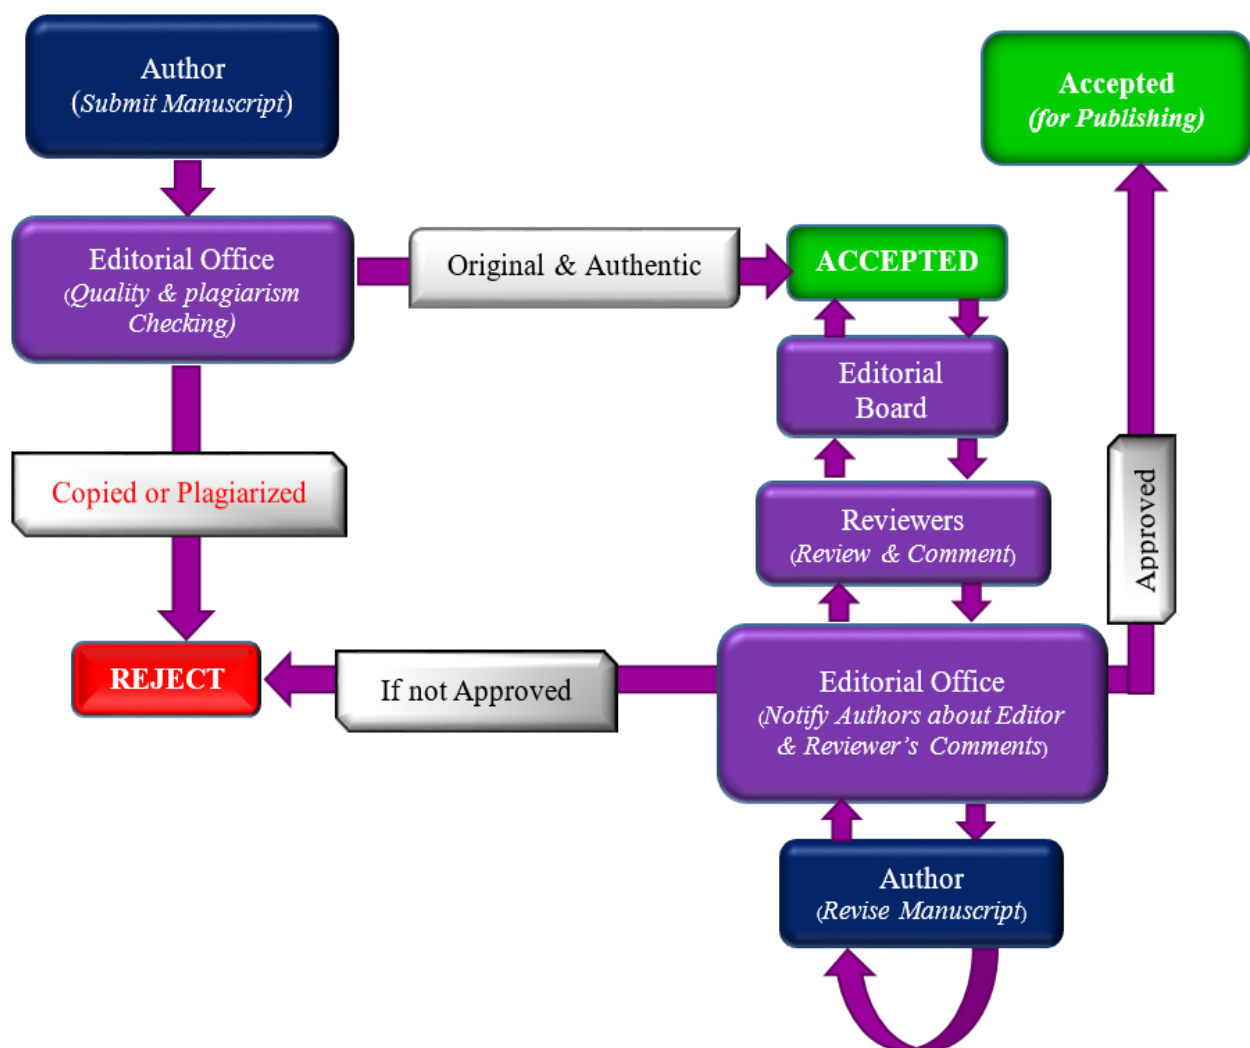 Author
(Submit Manuscript)
Accepted
(for Publishing)
Editorial Office
(Quality & plagiarism
Checking)
Original & Authentic
ACCEPTED
Editorial
Board
Copied or Plagiarized
Reviewers
(Review & Comment)
Approved
REJECT
If not Approved
Editorial Office
(Notify Authors about Editor
& Reviewer’s Comments)
Author
(Revise Manuscript)